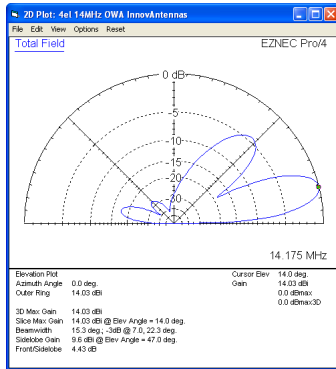 2D Plot: 4el 14MHz OWA InnovAntennas
File Edit View Options Reset
Total Field
EZNEC Pro/4
0 dB
-5
-10
-15
-20
-30
14.175 MHz
Elevation Plot
Azimuth Angle 0.0 deg.
Outer Ring 14.03 dBi
Cursor Elev 14.0 deg.
Gain 14.03 dBi
0.0 dBmax
0.0 dBmax3D
3D Max Gain 14.03 dBi
Slice Max Gain 14.03 dBi @ Elev Angle = 14.0 deg.
Beamwidth 15.3 deg.; -3dB @ 7.0, 22.3 deg.
Sidelobe Gain 9.6 dBi @ Elev Angle = 47.0 deg.
Front/Sidelobe 4.43 dB